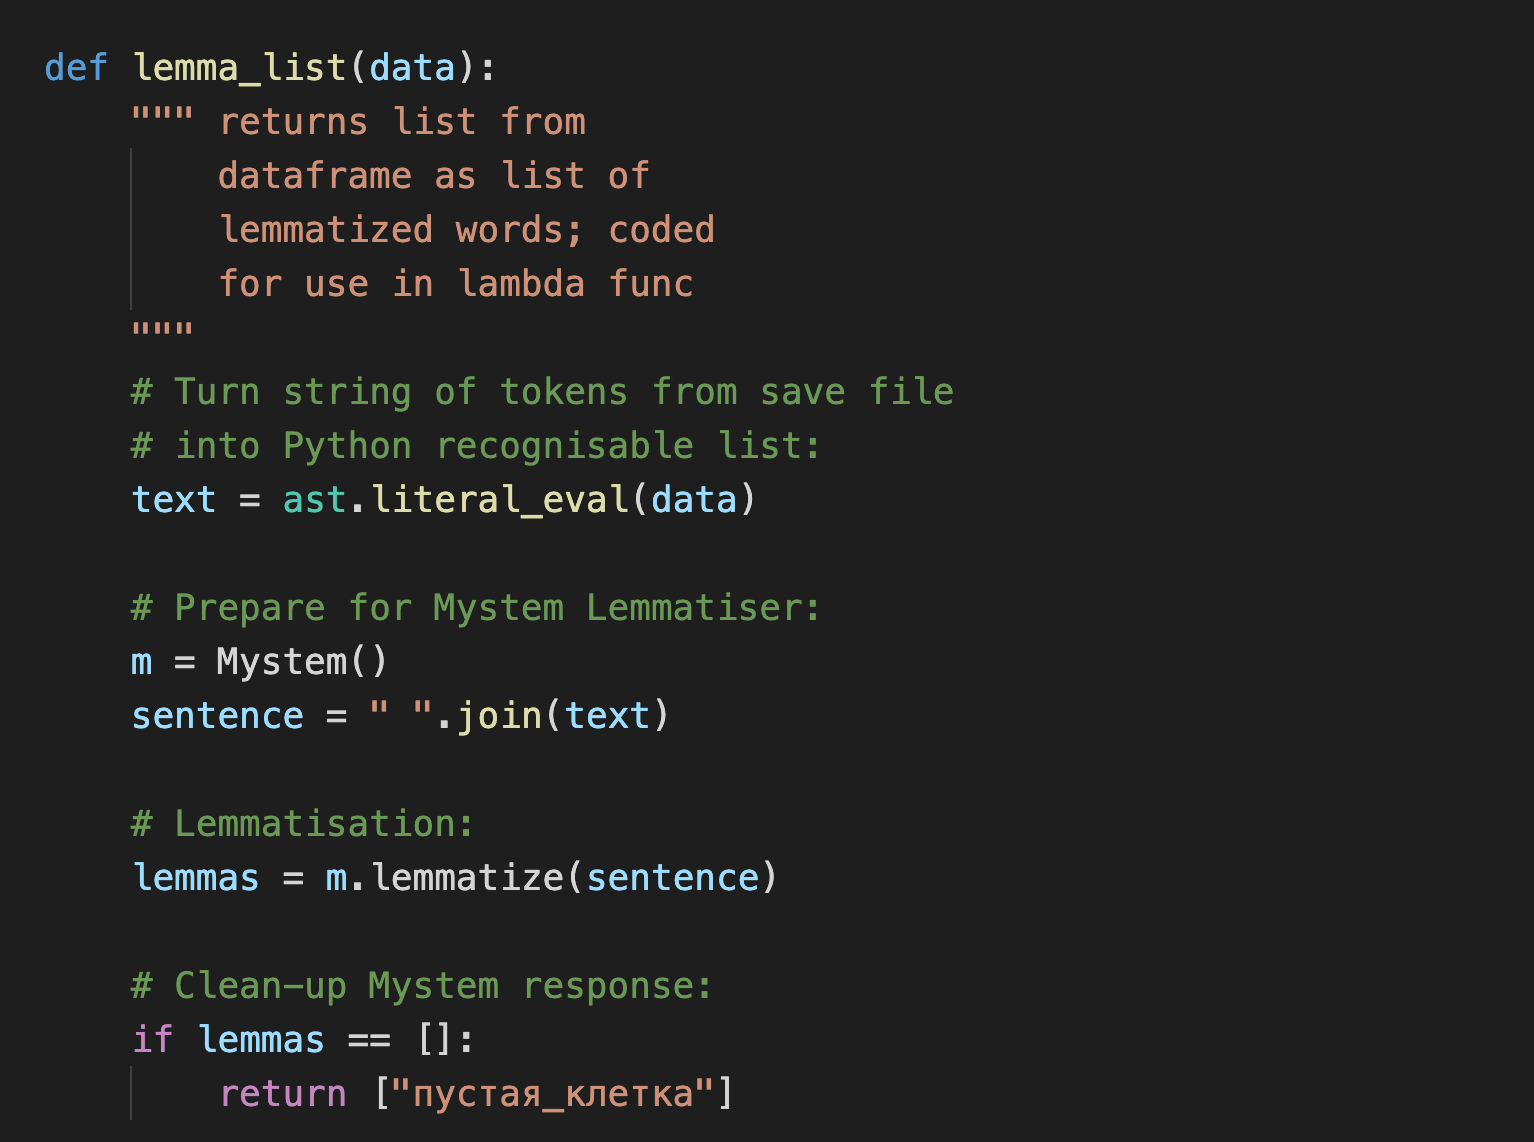 def lemma_list(data):
    """ returns list from
        dataframe as list of
        lemmatized words; coded
        for use in lambda func
    """
    # Turn string of tokens from save file
    # into Python recognisable list:
    text = ast.literal_eval(data)

    # Prepare for Mystem Lemmatiser:
    m = Mystem()
    sentence = " ".join(text)

    # Lemmatisation:
    lemmas = m.lemmatize(sentence)

    # Clean-up Mystem response:
    if lemmas == []:
        return ["пустая_клетка"]